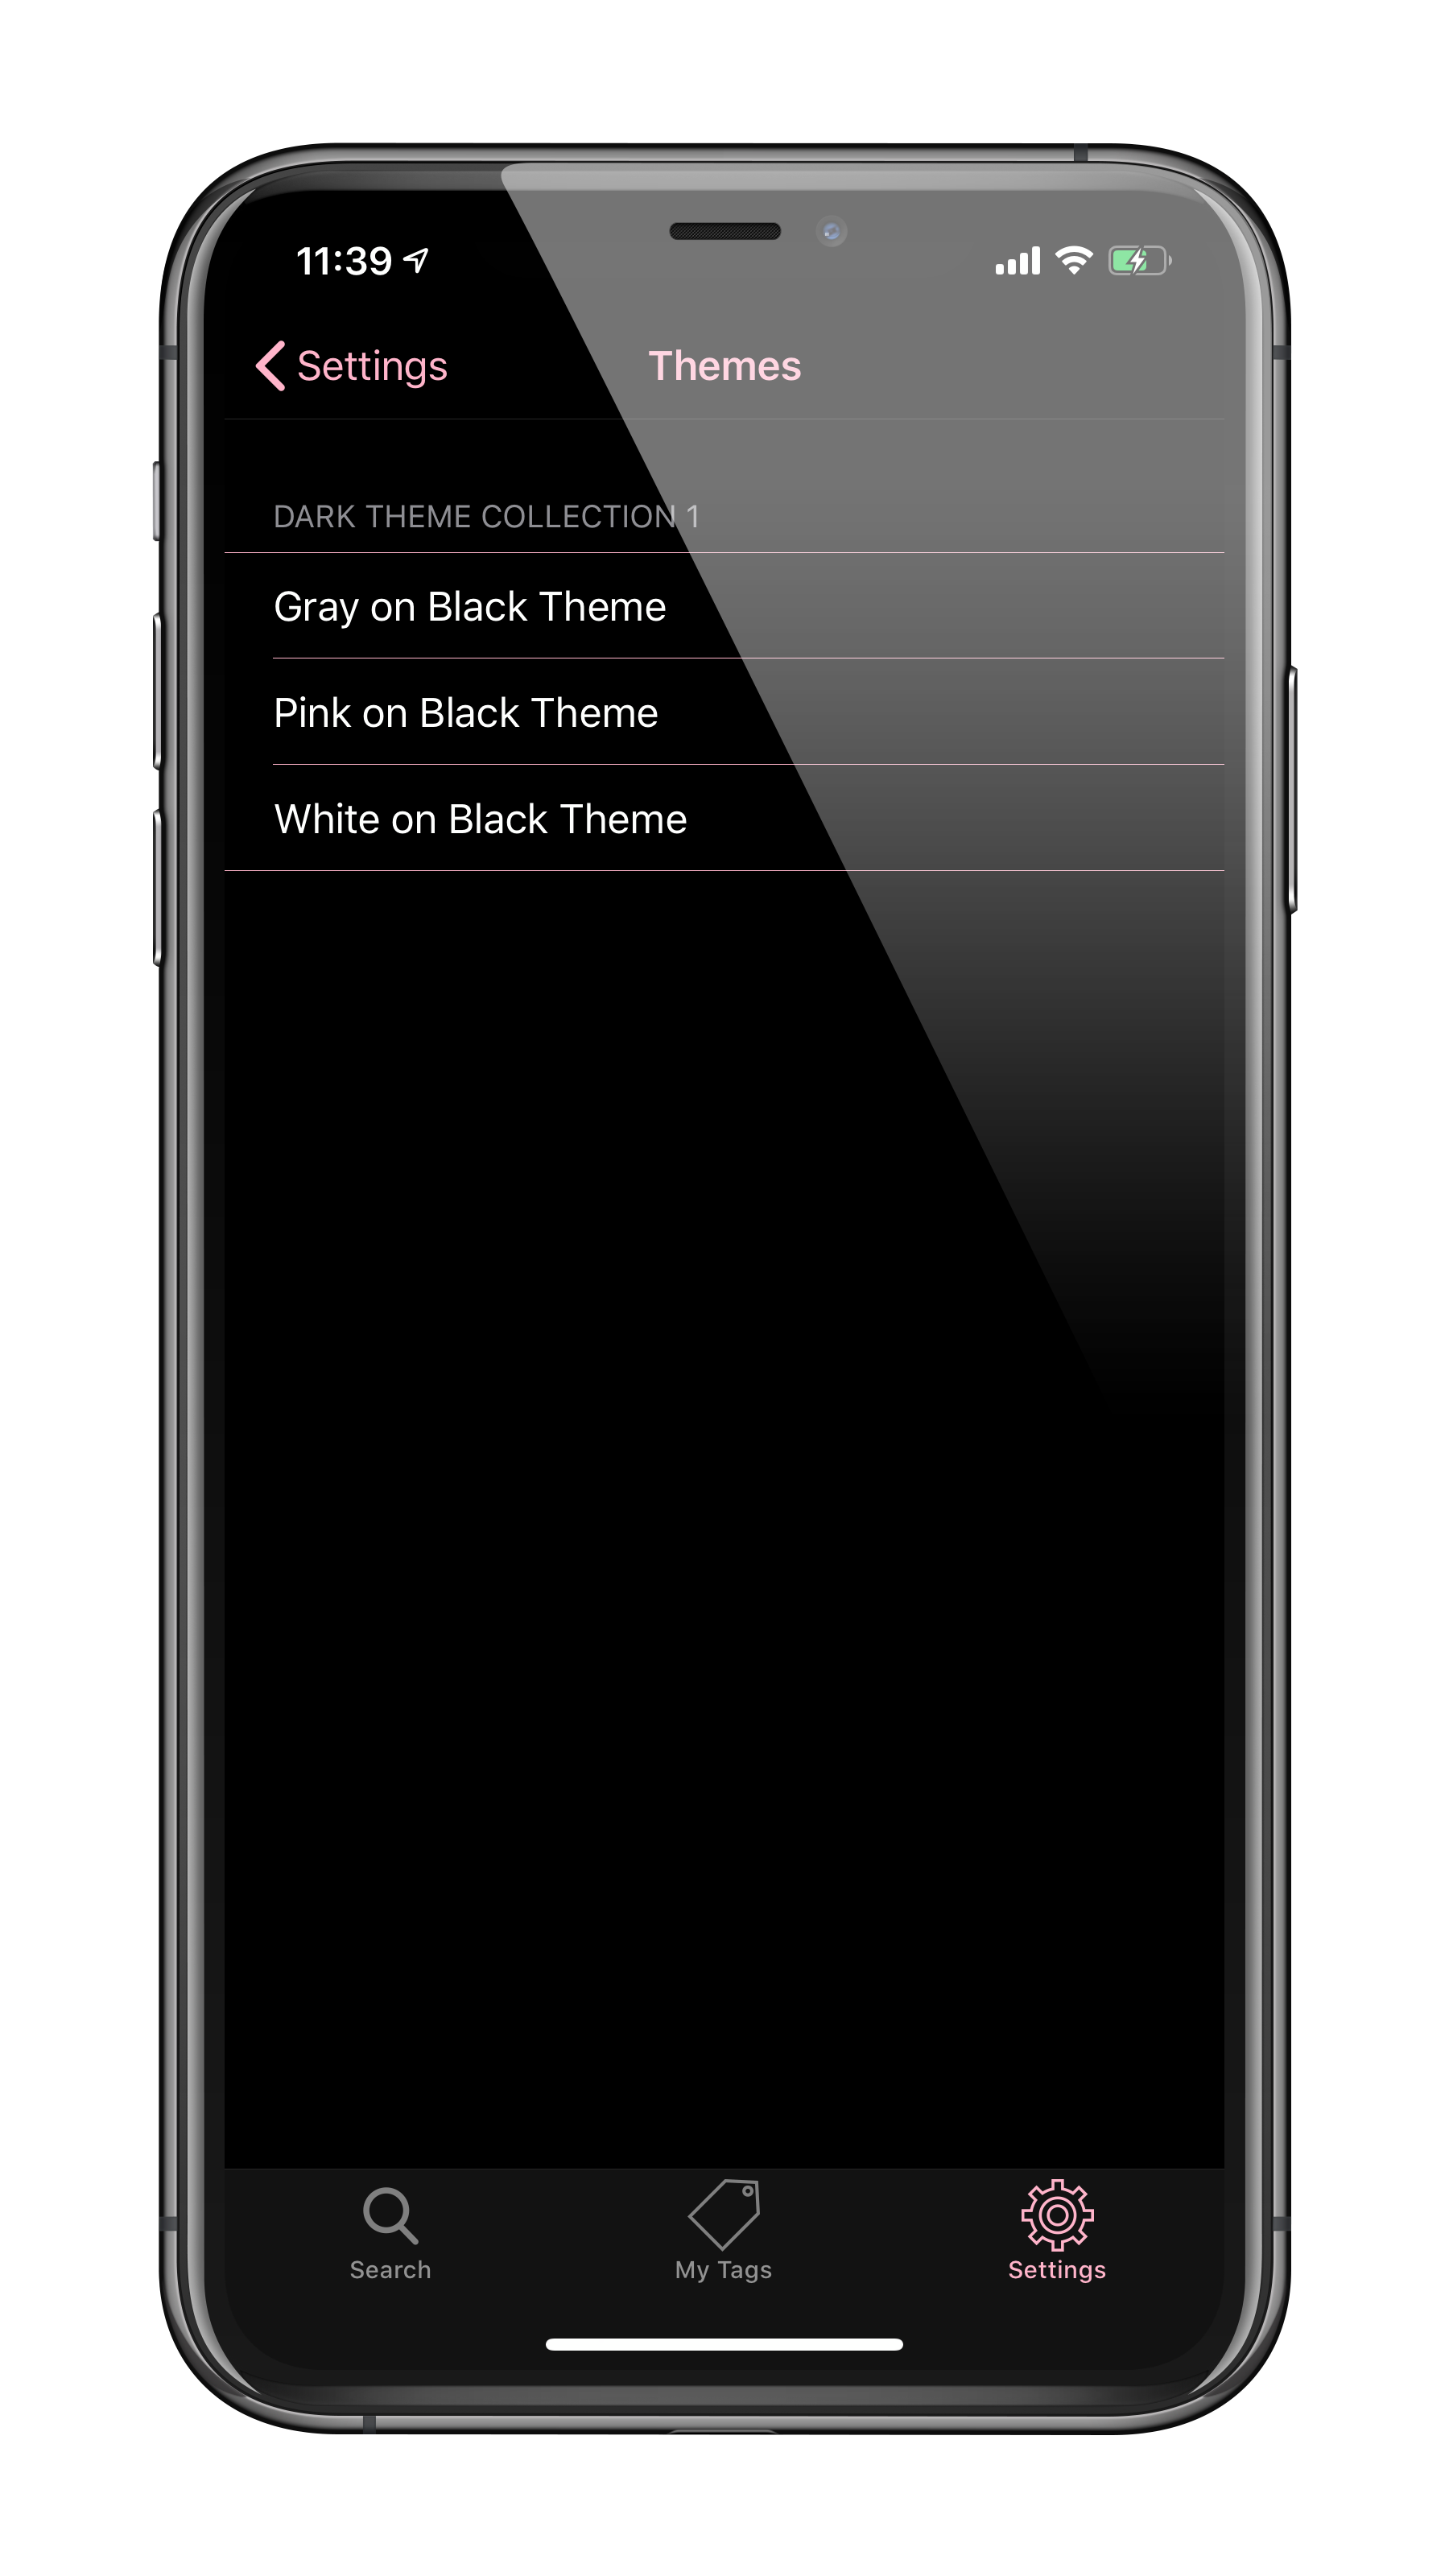 11:39
Settings
Themes
DARK THEME COLLECTION 1
Gray on Black Theme
Pink on Black Theme
White on Black Theme
Search
My Tags
Settings